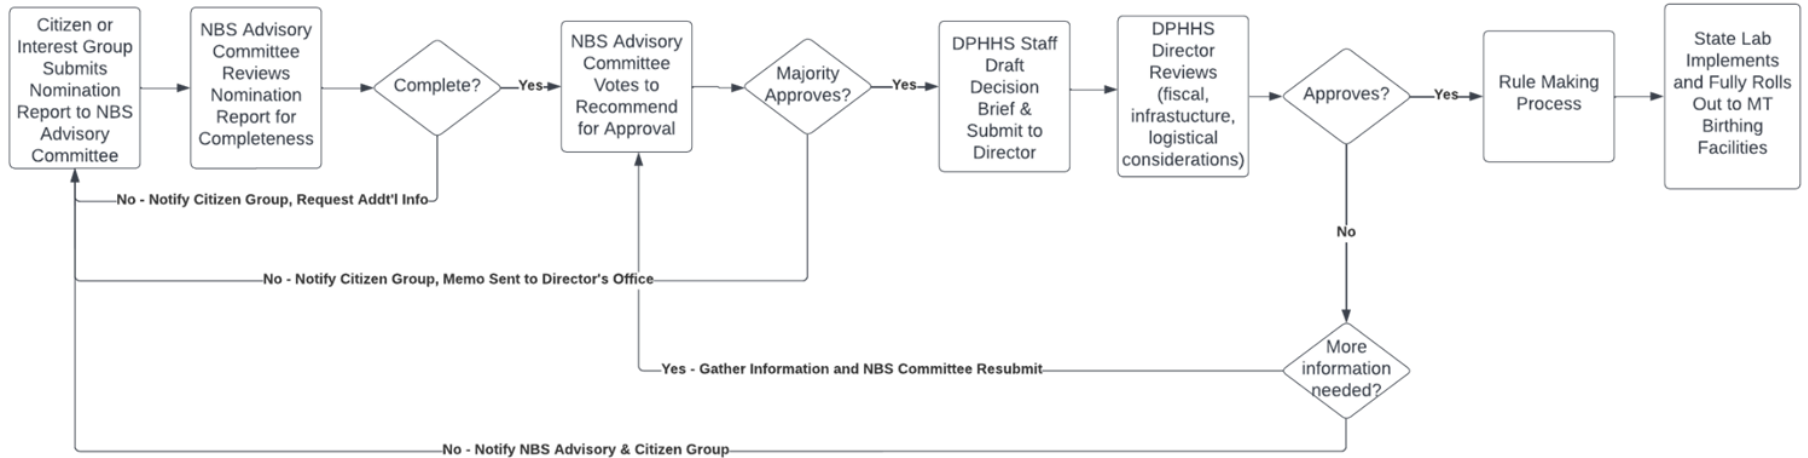 Citizen or
Interest Group
Submits
Nomination
Report to NBS
Advisory
Committee
NBS Advisory
Committee
Reviews
Nomination
Report for
Completeness
Complete?
Yes
NBS Advisory
Committee
Votes to
Recommend
for Approval
Majority
Approves?
Yes
DPHHS Staff
Draft
Decision
Brief &
Submit to
Director
DPHHS
Director
Reviews
(fiscal,
infrastucture,
logistical
considerations)
Approves?
Yes
Rule Making
Process
State Lab
Implements
and Fully Rolls
Out to MT
Birthing
Facilities
No - Notify Citizen Group, Request Addt'l Info
No
No - Notify Citizen Group, Memo Sent to Director's Office
More
information
needed?
Yes - Gather Information and NBS Committee Resubmit
No - Notify NBS Advisory & Citizen Group